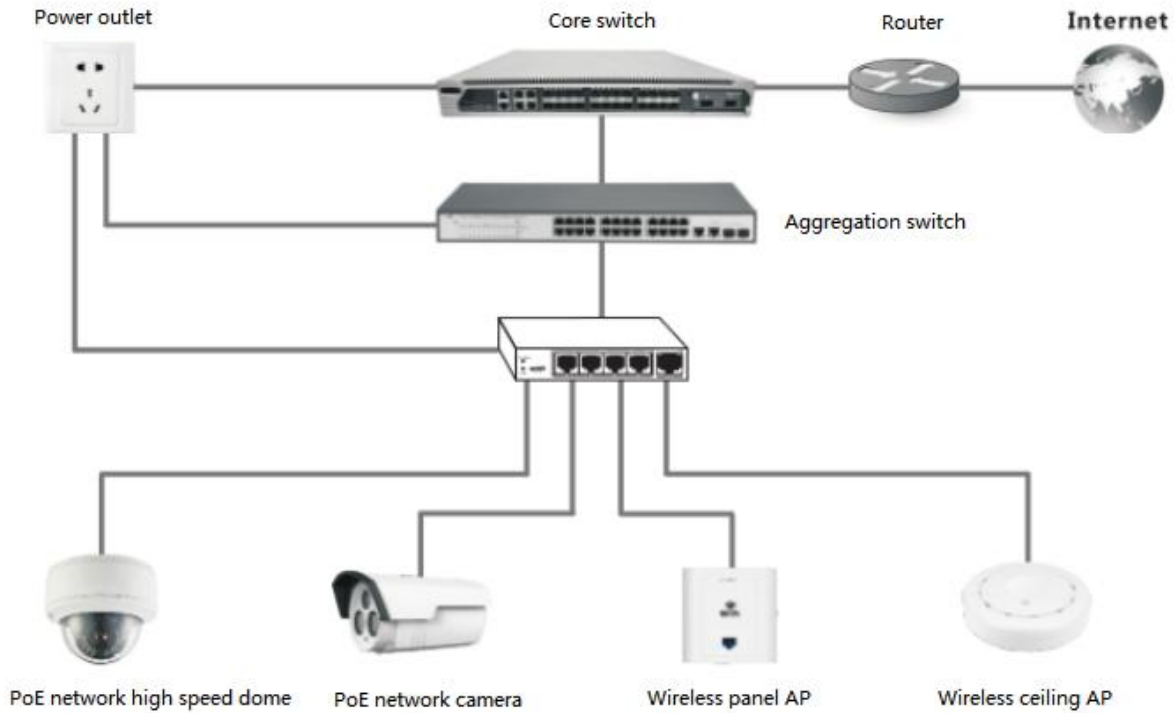 Power outlet
Core switch
Router
Internet
Aggregation switch
PoE network high speed dome
PoE network camera
Wireless panel AP
Wireless ceiling AP